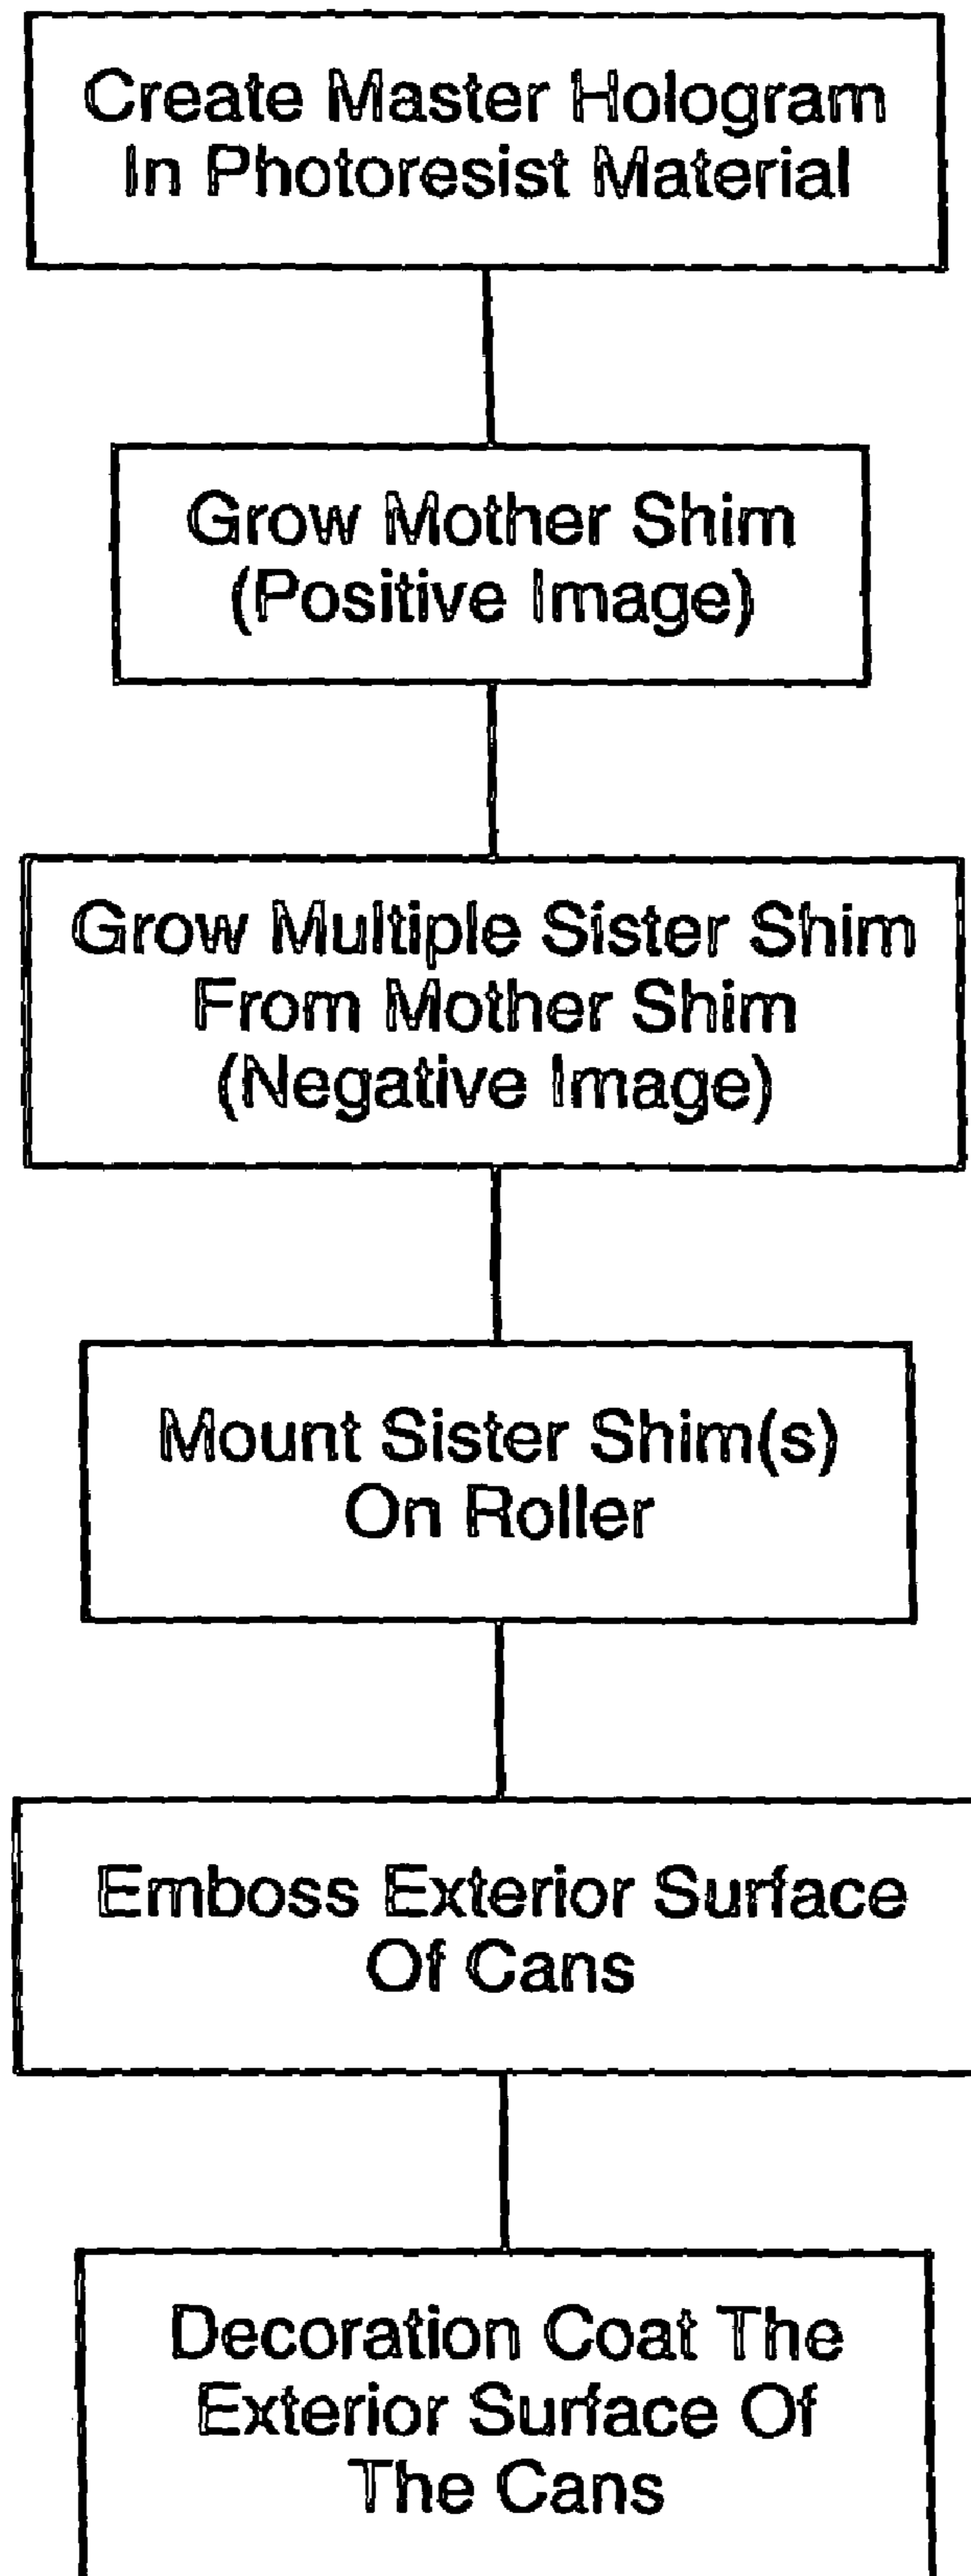 Create Master Hologram
In Photoresist Material
Grow Mother Shim
(Positive Image)
Grow Multiple Sister Shim
From Mother Shim
(Negative Image)
Mount Sister Shim(s)
On Roller
Emboss Exterior Surface
Of Cans
Decoration Coat The
Exterior Surface Of
The Cans